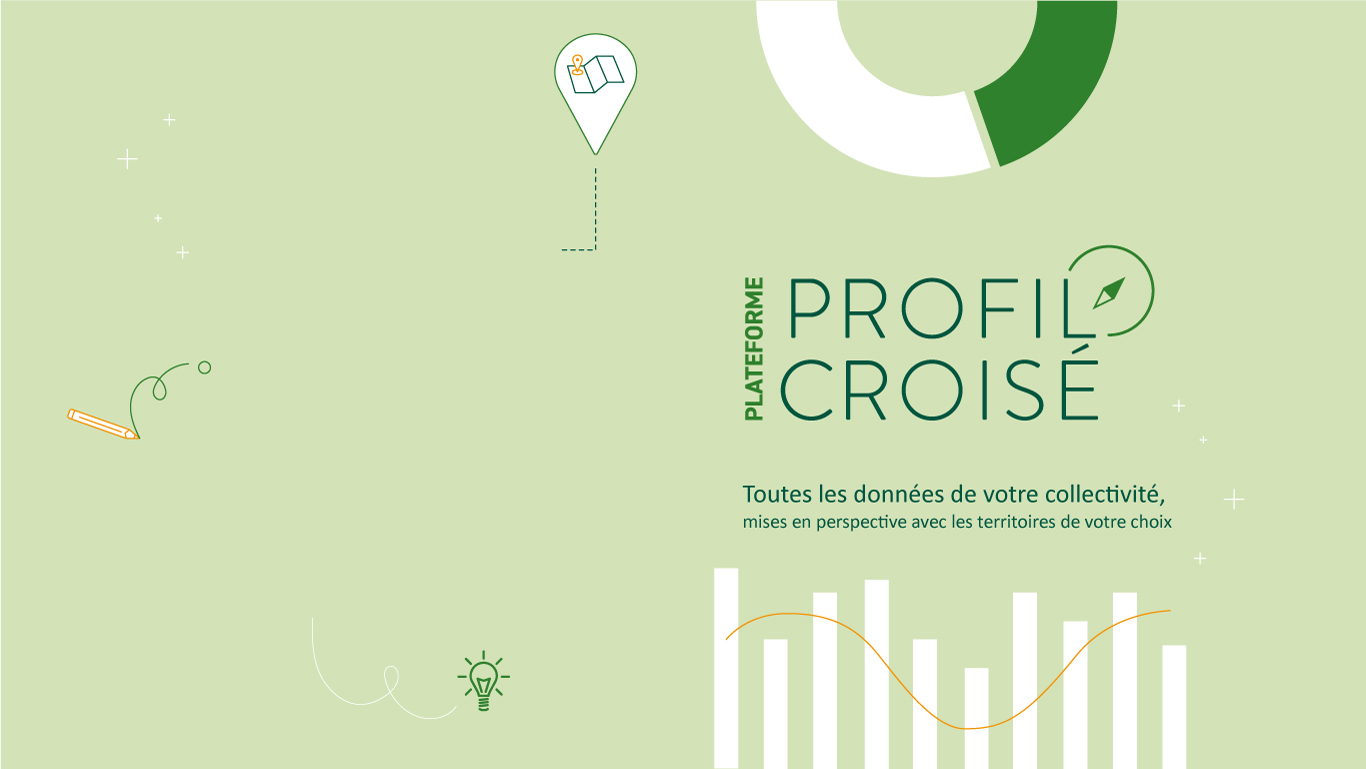 PLATEFORME
PROFIL
CROISÉ
Toutes les données de votre collectivité,
mises en perspective avec les territoires de votre choix